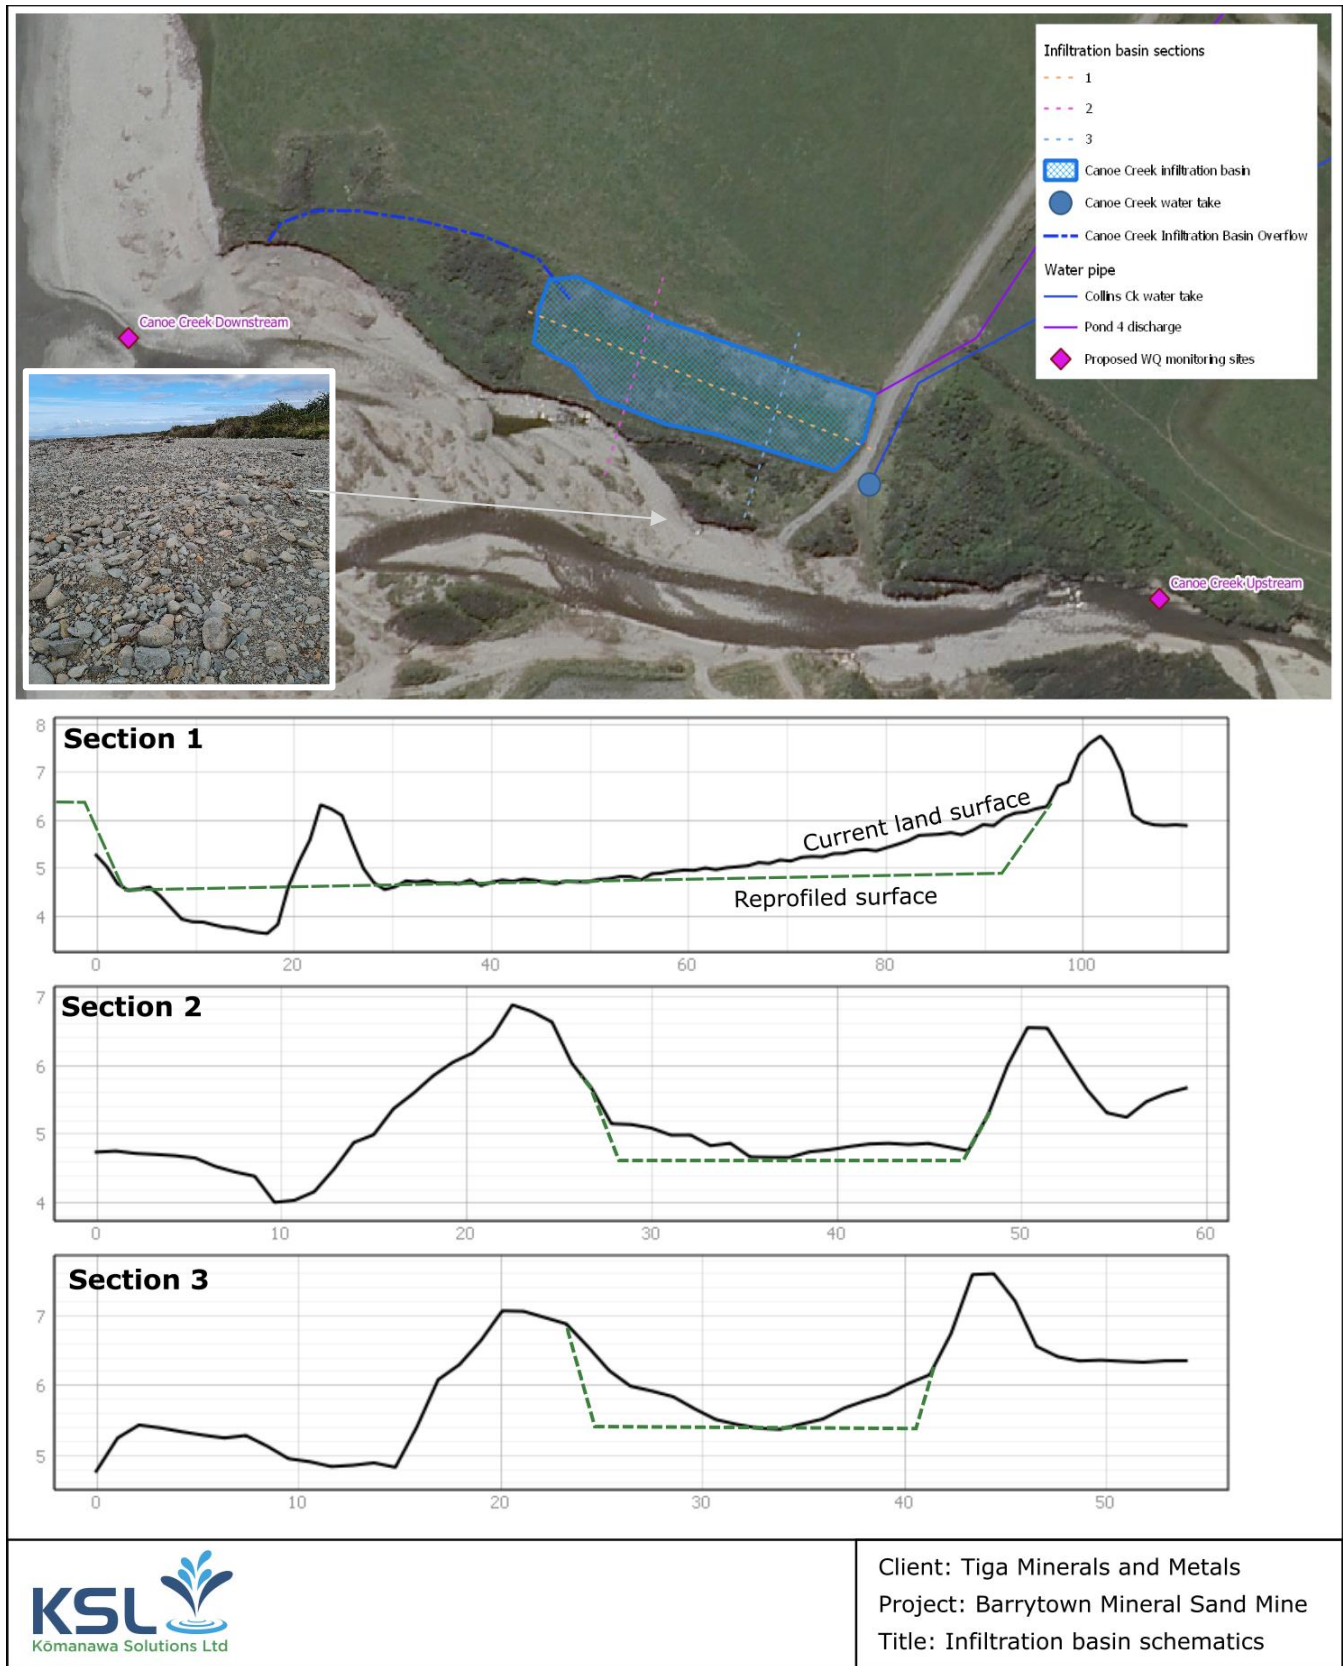 Infiltration basin sections
1
2
3
Canoe Creek infiltration basin
Canoe Creek water take
Canoe Creek Infiltration Basin Overflow
Water pipe
Collins Ck water take
Pond 4 discharge
Proposed WQ monitoring sites
Canoe Creek Downstream
Canoe Creek Upstream
Section 1
8
7
6
5
4
Current land surface
Reprofiled surface
0 20 40 60 80 100
Section 2
7
6
5
4
0 10 20 30 40 50 60
Section 3
7
6
5
0 10 20 30 40 50
KSL
Kōmanawa Solutions Ltd
Client: Tiga Minerals and Metals
Project: Barrytown Mineral Sand Mine
Title: Infiltration basin schematics